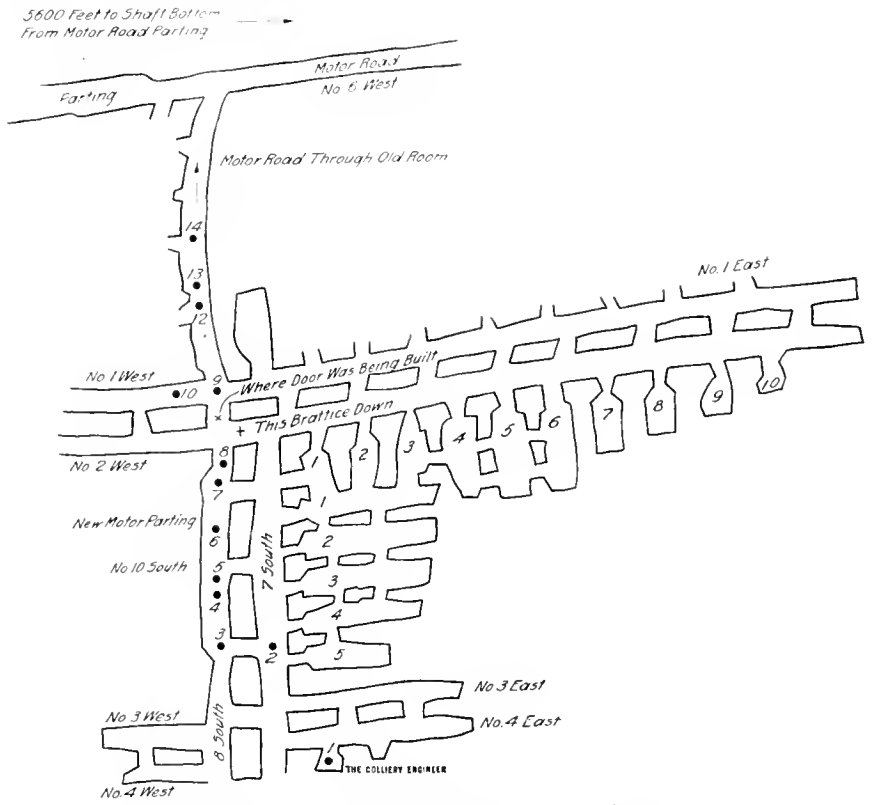 5600 Feet to Shaft Bottom
From Motor Road Parting
Motor Road
Parting
No 6 West
Motor Road Through Old Room
14
13
12
No. 1 East
No. 1 West
9
Where Door Was Being Built
10
10
This Brattice Down
9
8
7
6
5
4
3
2
1
No 2 West
8
7
1
New Motor Parting
6
2
No 10 South
5
7 South
3
4
4
3
2
5
No 3 East
No 3 West
8 South
No. 4 East
1
THE COLLIERY ENGINEER
No. 4 West